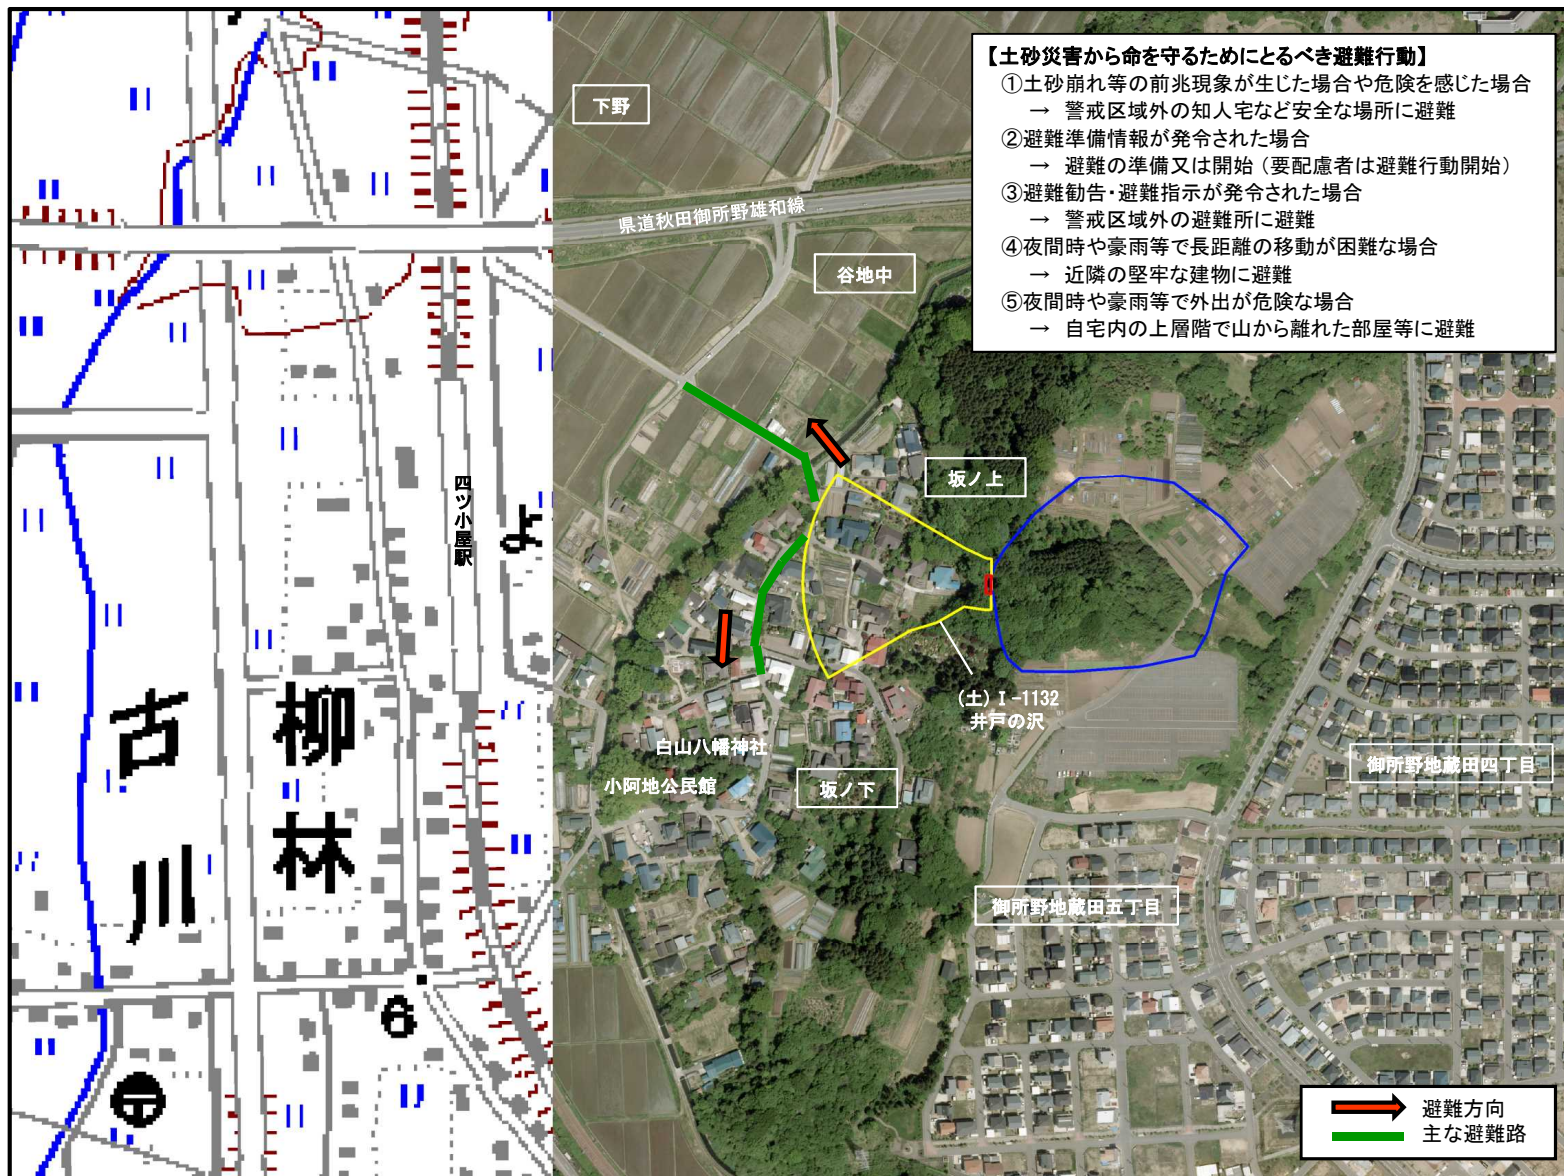 【土砂災害から命を守るためにとるべき避難行動】
①土砂崩れ等の前兆現象が生じた場合や危険を感じた場合
→ 警戒区域外の知人宅など安全な場所に避難
②避難準備情報が発令された場合
→ 避難の準備又は開始（要配慮者は避難行動開始）
③避難勧告・避難指示が発令された場合
→ 警戒区域外の避難所に避難
④夜間時や豪雨等で長距離の移動が困難な場合
→ 近隣の堅牢な建物に避難
⑤夜間時や豪雨等で外出が危険な場合
→ 自宅内の上層階で山から離れた部屋等に避難
下野
県道秋田御所野雄和線
谷地中
坂ノ上
四ツ小屋駅
よ
古川
柳林
(土)Ⅰ-1132
井戸の沢
白山八幡神社
小阿地公民館
坂ノ下
御所野地蔵田四丁目
御所野地蔵田五丁目
6
避難方向
主な避難路